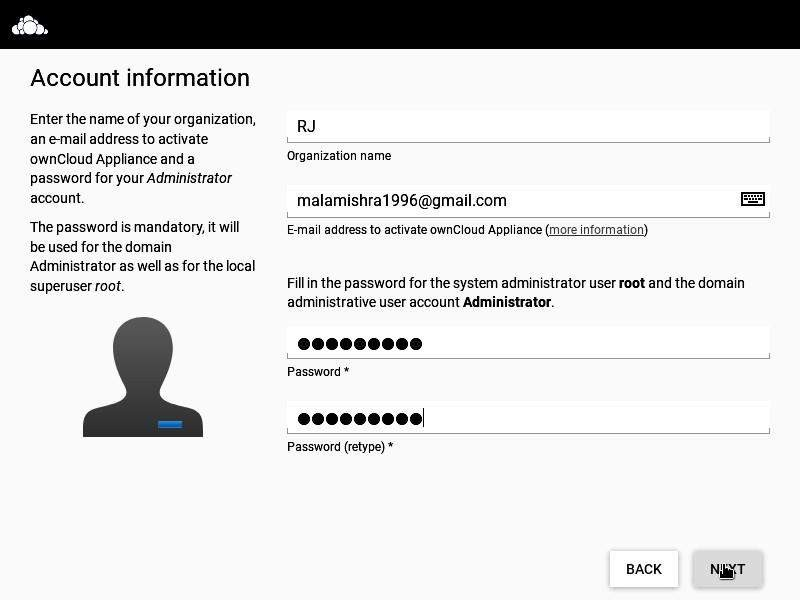 Account information
Enter the name of your organization,
an e-mail address to activate
ownCloud Appliance and a
password for your Administrator
account.
The password is mandatory, it will
be used for the domain
Administrator as well as for the local
superuser root.
RJ
Organization name
malamishra1996@gmail.com
E-mail address to activate ownCloud Appliance (more information)
Fill in the password for the system administrator user root and the domain
administrative user account Administrator.
●●●●●●●●●
Password *
●●●●●●●●●
Password (retype) *
BACK
NEXT